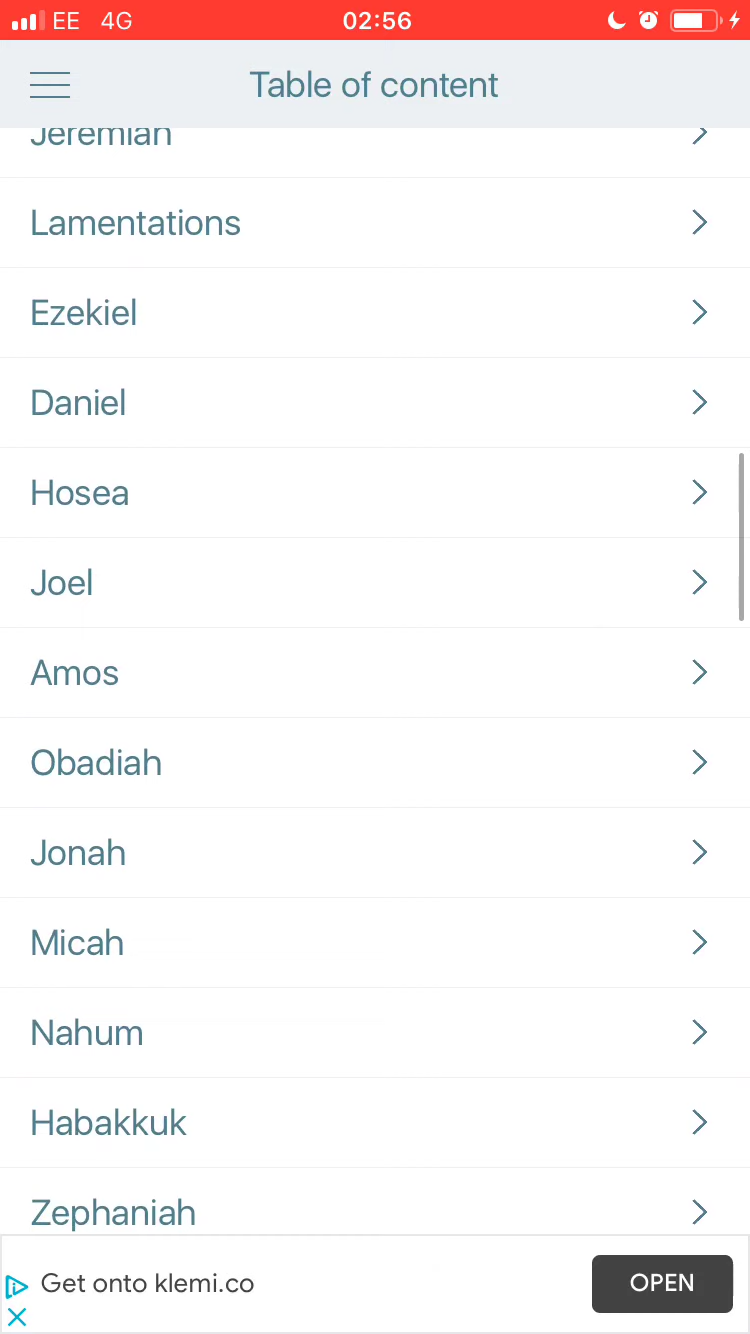 EE 4G 02:56
Table of content
Jeremiah
Lamentations
Ezekiel
Daniel
Hosea
Joel
Amos
Obadiah
Jonah
Micah
Nahum
Habakkuk
Zephaniah
Get onto klemi.co
OPEN